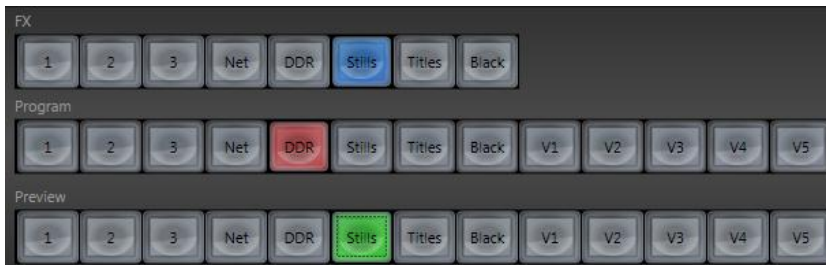 FX
1 2 3 Net DDR Stills Titles Black
Program
1 2 3 Net DDR Stills Titles Black V1 V2 V3 V4 V5
Preview
1 2 3 Net DDR Stills Titles Black V1 V2 V3 V4 V5